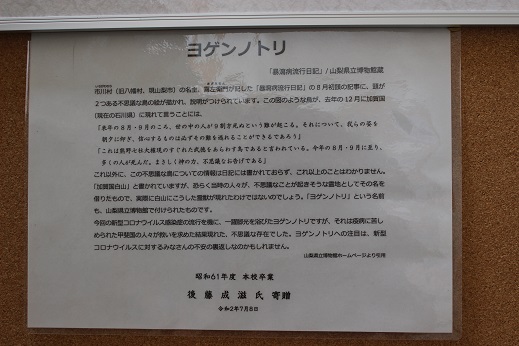 ヨゲンノトリ
「暴瀉病流行日記」/山梨県立博物館蔵
市川村（旧八幡村、現山梨市）の名主、喜左衛門が記した「暴瀉病流行日記」の８月初頭の記事に、頭が
２つある不思議な鳥の絵が描かれ、説明がつけられています。この図のような鳥が、去年の12月に加賀国
（現在の石川県）に現れて言うことには、
「来年の８月・９月のころ、世の中の人が９割方死ぬという難が起こる。それについて、我らの姿を
朝夕に仰ぎ、信心するものは必ずその難を逃れることができるであろう」
「これは熊野七社大権現のすぐれた武徳をあらわす鳥であると言われている。今年の８月・９月に至り、
多くの人が死んだ。まさしく神の力、不思議なお告げである」
これ以外に、この不思議な鳥についての情報は日記には書かれておらず、これ以上のことはわかりません。
「加賀国白山」と書かれていますが、恐らく当時の人々が、不思議なことが起きそうな霊地としてその名を
借りたもので、実際に白山にこうした霊獣が現れたわけではないのでしょう。「ヨゲンノトリ」という名前
も、山梨県立博物館で付けられたものです。
今回の新型コロナウイルス感染症の流行を機に、一躍脚光を浴びたヨゲンノトリですが、それは疫病に苦し
められた甲斐国の人々が救いを求めた結果現れた、不思議な存在でした。ヨゲンノトリへの注目は、新型
コロナウイルスに対するみなさんの不安の裏返しなのかもしれません。
山梨県立博物館ホームページより引用
昭和61年度　本校卒業
後藤成滋氏 寄贈
令和２年７月８日